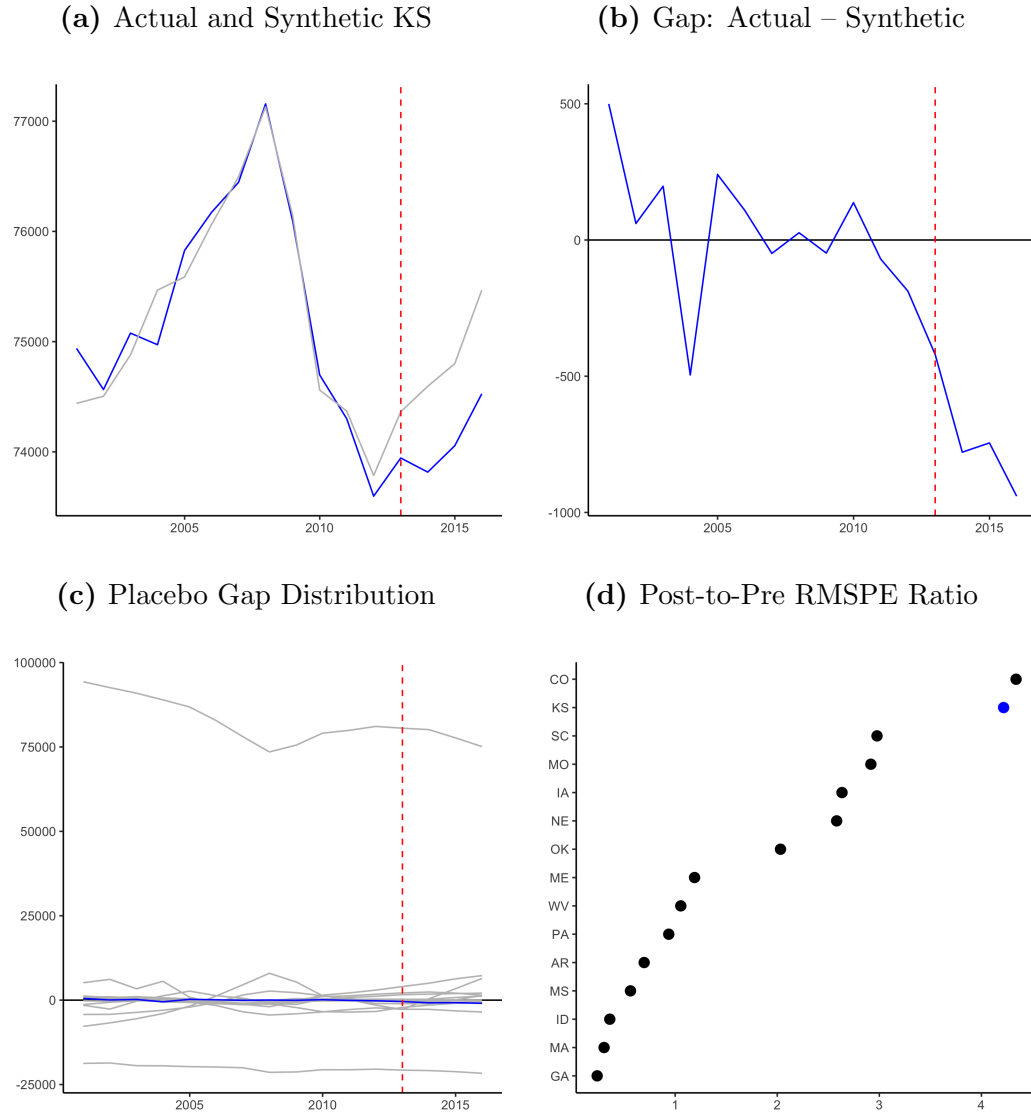 (a) Actual and Synthetic KS
77000
76000
75000
74000
2005 2010 2015
(b) Gap: Actual – Synthetic
500
0
-500
-1000
2005 2010 2015
(c) Placebo Gap Distribution
100000
75000
50000
25000
0
-25000
2005 2010 2015
(d) Post-to-Pre RMSPE Ratio
CO
KS
SC
MO
IA
NE
OK
ME
WV
PA
AR
MS
ID
MA
GA
1 2 3 4